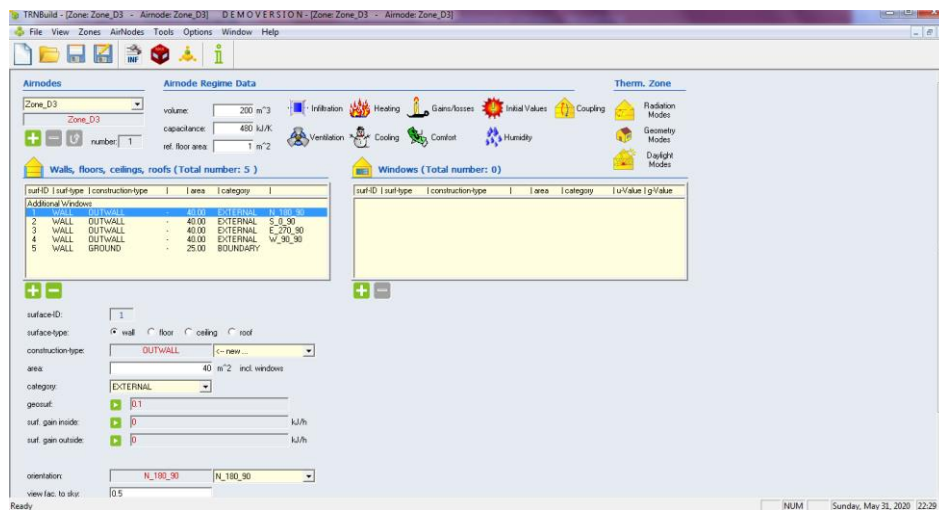 TRNBuild - [Zone: Zone_D3 - Airnode: Zone_D3] D E M O V E R S I O N - [Zone: Zone_D3 - Airnode: Zone_D3]
File View Zones AirNodes Tools Options Window Help
INF
Airnodes Airnode Regime Data Therm. Zone
Zone_D3 volume: 200 m^3 Infiltration Heating Gains/losses Initial Values Coupling Radiation Modes
Zone_D3 capacitance: 480 kJ/K Geometry Modes
number: 1 ref. floor area: 1 m^2 Ventilation Cooling Comfort Humidity Daylight Modes
Walls, floors, ceilings, roofs (Total number: 5 ) Windows (Total number: 0)
surf-ID | surf-type | construction-type | | area | category | surf-ID | surf-type | construction-type | | area | category | u-Value | g-Value
Additional Windows
1 WALL OUTWALL - 40.00 EXTERNAL N_180_90
2 WALL OUTWALL - 40.00 EXTERNAL S_0_90
3 WALL OUTWALL - 40.00 EXTERNAL E_270_90
4 WALL OUTWALL - 40.00 EXTERNAL W_90_90
5 WALL GROUND - 25.00 BOUNDARY
surface-ID: 1
surface-type: wall floor ceiling roof
construction-type: OUTWALL <-- new ...
area: 40 m^2 incl. windows
category: EXTERNAL
geosurf: 0.1
surf. gain inside: 0 kJ/h
surf. gain outside: 0 kJ/h
orientation: N_180_90 N_180_90
view fac. to sky: 0.5
Ready NUM Sunday, May 31, 2020 22:29